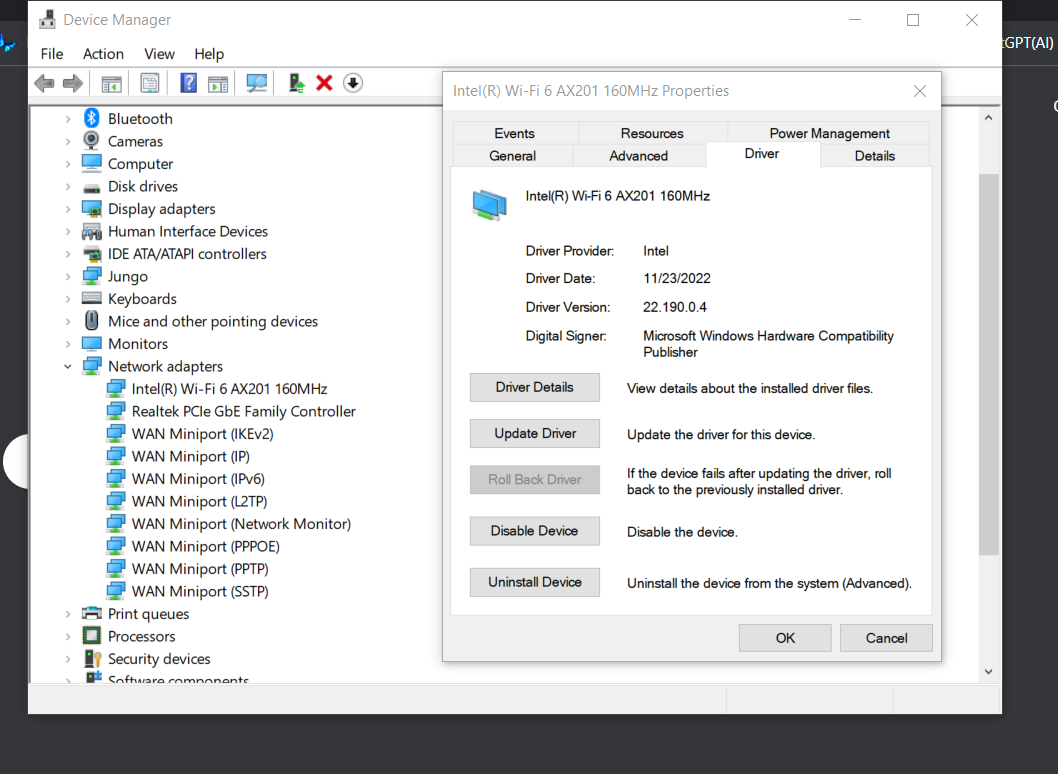 Device Manager
File Action View Help
:GPT(AI)
Bluetooth
Cameras
Computer
Disk drives
Display adapters
Human Interface Devices
IDE ATA/ATAPI controllers
Jungo
Keyboards
Mice and other pointing devices
Monitors
Network adapters
Intel(R) Wi-Fi 6 AX201 160MHz
Realtek PCIe GbE Family Controller
WAN Miniport (IKEv2)
WAN Miniport (IP)
WAN Miniport (IPv6)
WAN Miniport (L2TP)
WAN Miniport (Network Monitor)
WAN Miniport (PPPOE)
WAN Miniport (PPTP)
WAN Miniport (SSTP)
Print queues
Processors
Security devices
Software components
Intel(R) Wi-Fi 6 AX201 160MHz Properties
Events Resources Power Management
General Advanced Driver Details
Intel(R) Wi-Fi 6 AX201 160MHz
Driver Provider: Intel
Driver Date: 11/23/2022
Driver Version: 22.190.0.4
Digital Signer: Microsoft Windows Hardware Compatibility
Publisher
Driver Details View details about the installed driver files.
Update Driver Update the driver for this device.
Roll Back Driver If the device fails after updating the driver, roll
back to the previously installed driver.
Disable Device Disable the device.
Uninstall Device Uninstall the device from the system (Advanced).
OK Cancel